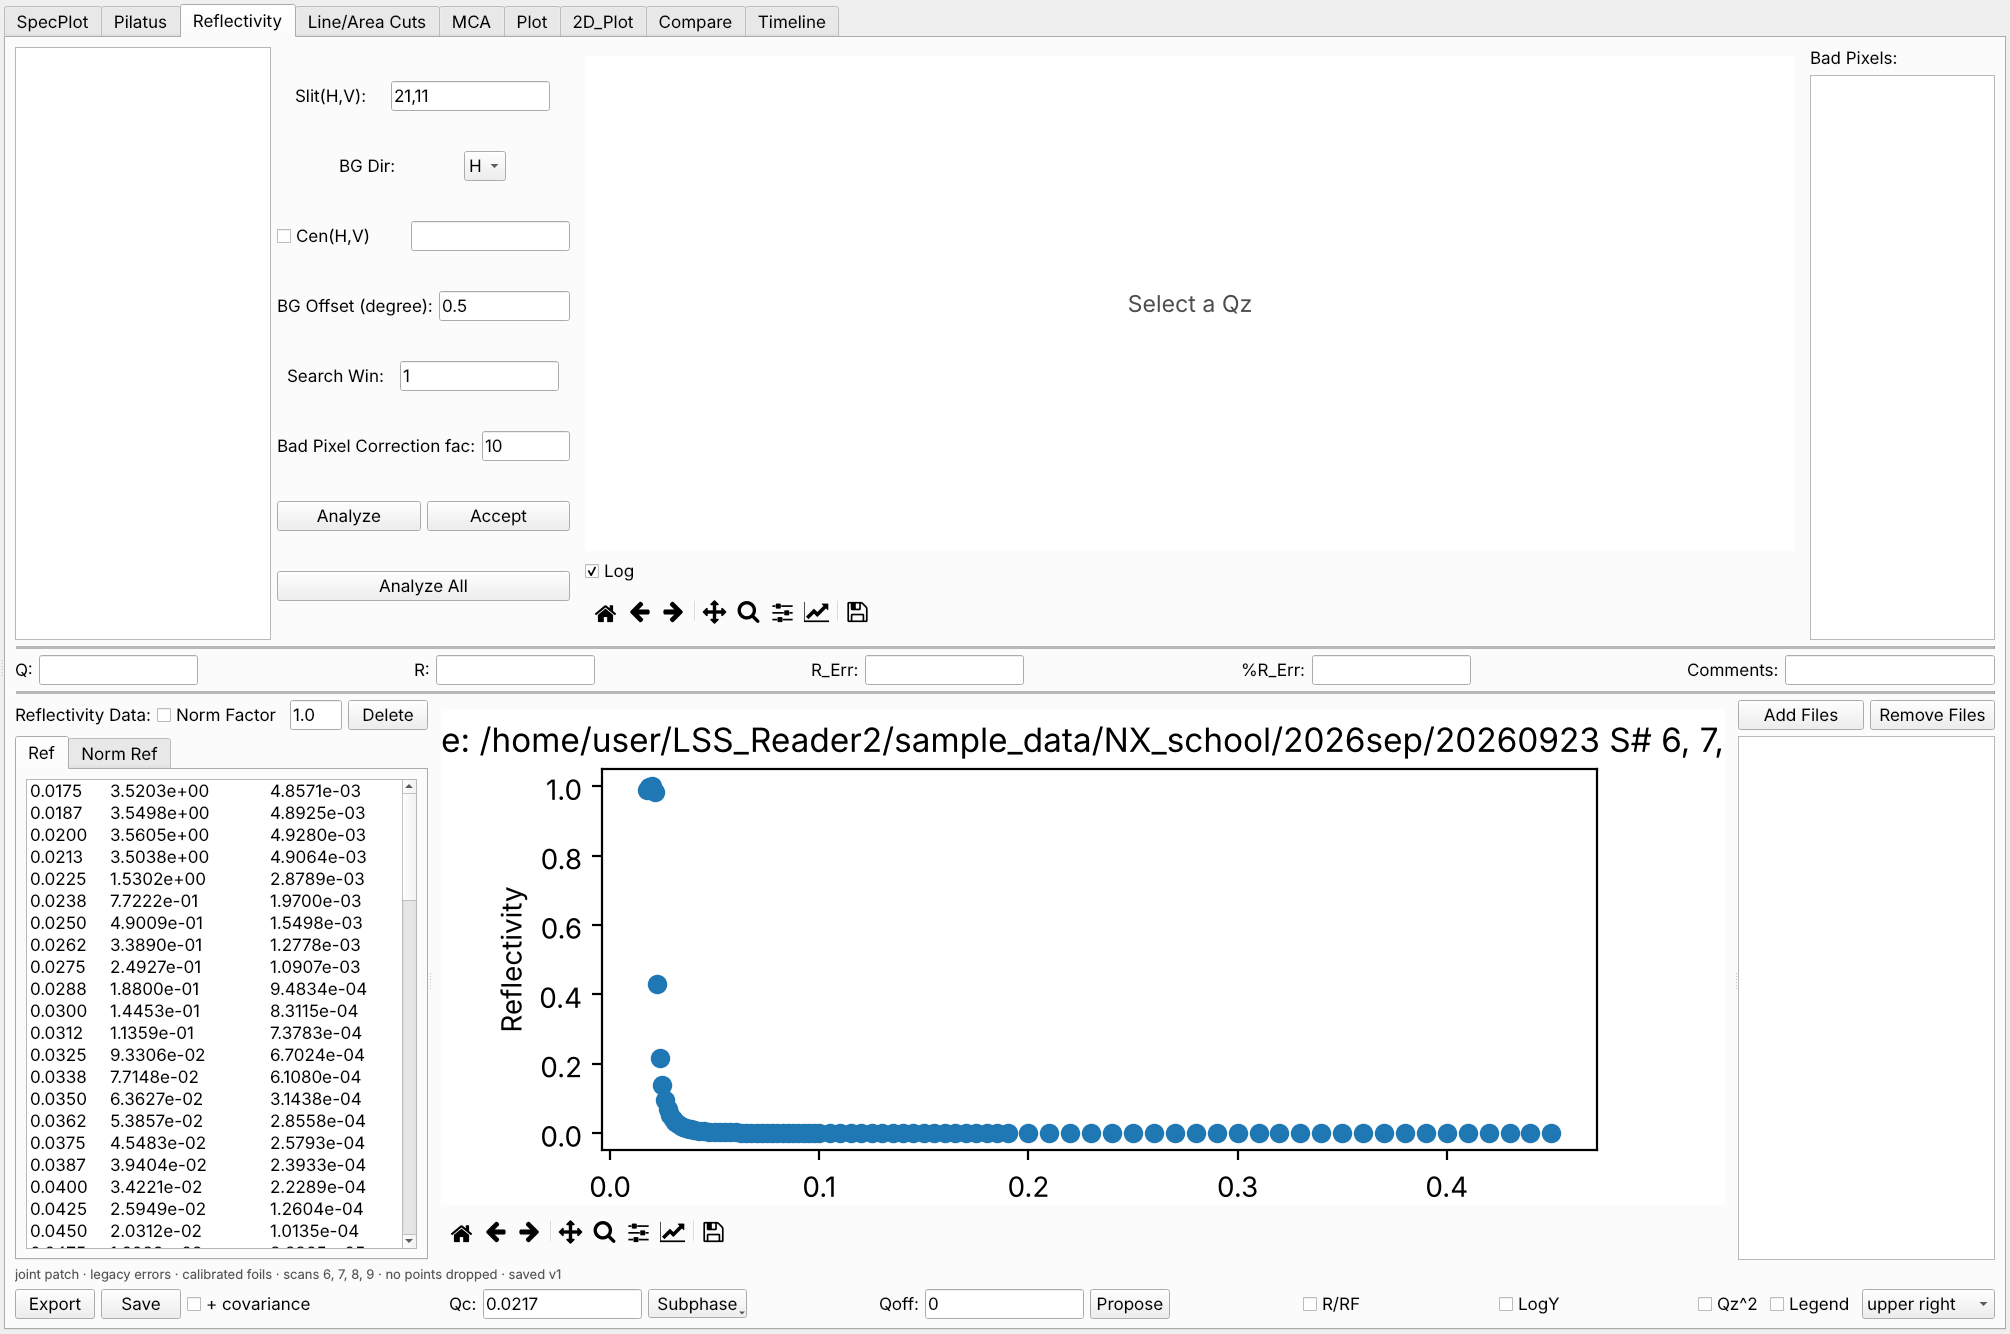 SpecPlot Pilatus Reflectivity Line/Area Cuts MCA Plot 2D_Plot Compare Timeline
Slit(H,V): 21,11
BG Dir: H
Cen(H,V)
BG Offset (degree): 0.5
Search Win: 1
Bad Pixel Correction fac: 10
Analyze Accept
Analyze All
Select a Qz
Log
Bad Pixels:
Q: R: R_Err: %R_Err: Comments:
Reflectivity Data: Norm Factor 1.0 Delete
Ref Norm Ref
0.0175 3.5203e+00 4.8571e-03
0.0187 3.5498e+00 4.8925e-03
0.0200 3.5605e+00 4.9280e-03
0.0213 3.5038e+00 4.9064e-03
0.0225 1.5302e+00 2.8789e-03
0.0238 7.7222e-01 1.9700e-03
0.0250 4.9009e-01 1.5498e-03
0.0262 3.3890e-01 1.2778e-03
0.0275 2.4927e-01 1.0907e-03
0.0288 1.8800e-01 9.4834e-04
0.0300 1.4453e-01 8.3115e-04
0.0312 1.1359e-01 7.3783e-04
0.0325 9.3306e-02 6.7024e-04
0.0338 7.7148e-02 6.1080e-04
0.0350 6.3627e-02 3.1438e-04
0.0362 5.3857e-02 2.8558e-04
0.0375 4.5483e-02 2.5793e-04
0.0387 3.9404e-02 2.3933e-04
0.0400 3.4221e-02 2.2289e-04
0.0425 2.5949e-02 1.2604e-04
0.0450 2.0312e-02 1.0135e-04
e: /home/user/LSS_Reader2/sample_data/NX_school/2026sep/20260923 S# 6, 7,
Reflectivity
1.0
0.8
0.6
0.4
0.2
0.0
0.0 0.1 0.2 0.3 0.4
Add Files Remove Files
joint patch · legacy errors · calibrated foils · scans 6, 7, 8, 9 · no points dropped · saved v1
Export Save + covariance Qc: 0.0217 Subphase Qoff: 0 Propose R/RF LogY Qz^2 Legend upper right